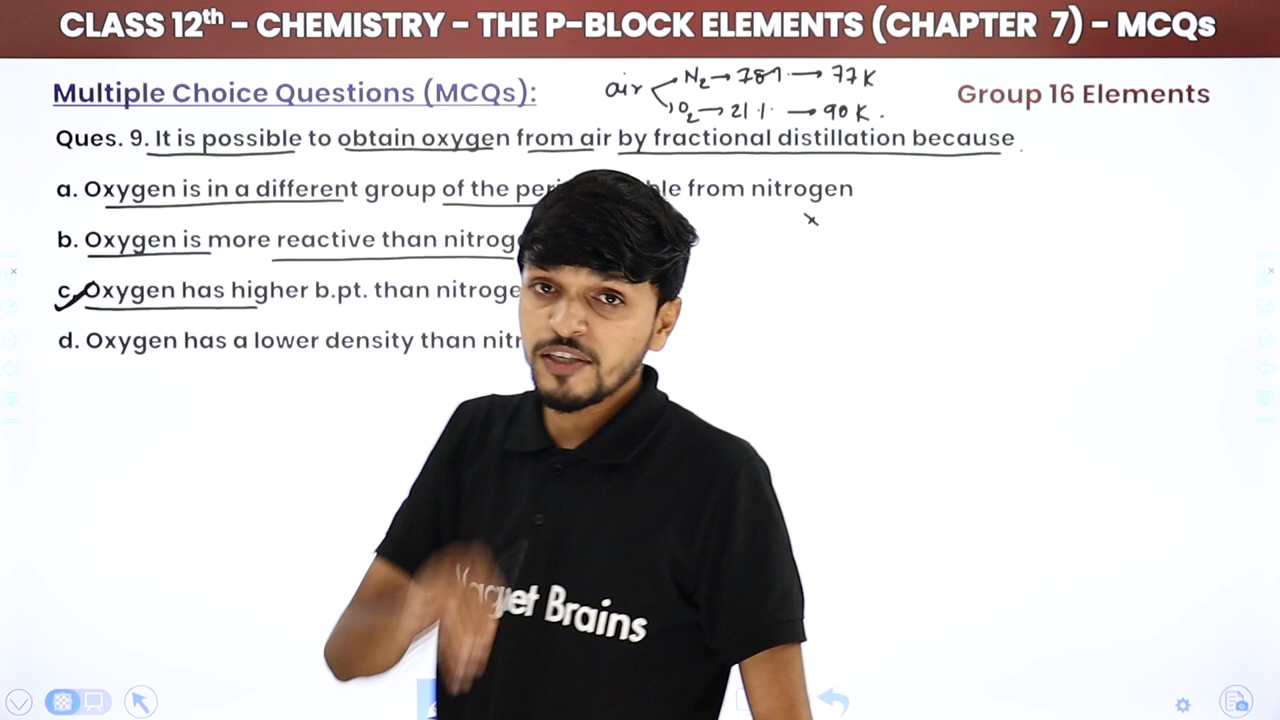 CLASS 12th - CHEMISTRY - THE P-BLOCK ELEMENTS (CHAPTER 7) - MCQs
Multiple Choice Questions (MCQs):
air
N2 → 78% → 77K
O2 → 21% → 90K.
Group 16 Elements
Ques. 9. It is possible to obtain oxygen from air by fractional distillation because
a. Oxygen is in a different group of the from nitrogen
b. Oxygen is more reactive than
c. Oxygen has higher b.pt. than
d. Oxygen has a lower density than
Magnet Brains